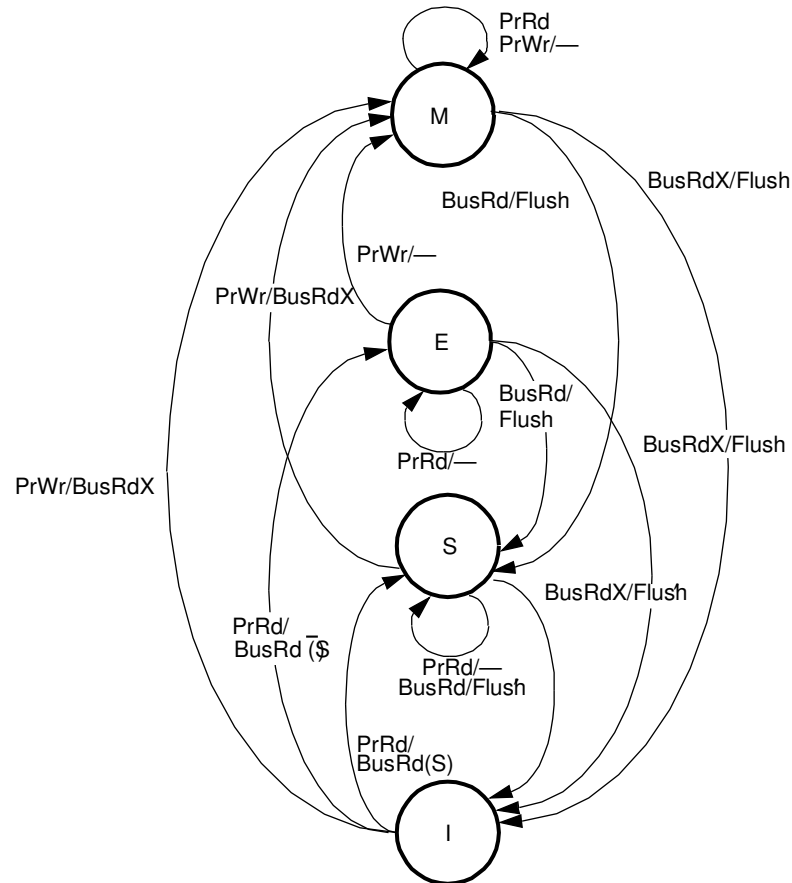 PrRd
PrWr/—
M
BusRdX/Flush
BusRd/Flush
PrWr/—
PrWr/BusRdX
E
BusRd/
Flush
BusRdX/Flush
PrRd/—
PrWr/BusRdX
S
BusRdX/Flush’
PrRd/
BusRd (S̅)
PrRd/—
BusRd/Flush’
PrRd/
BusRd(S)
I